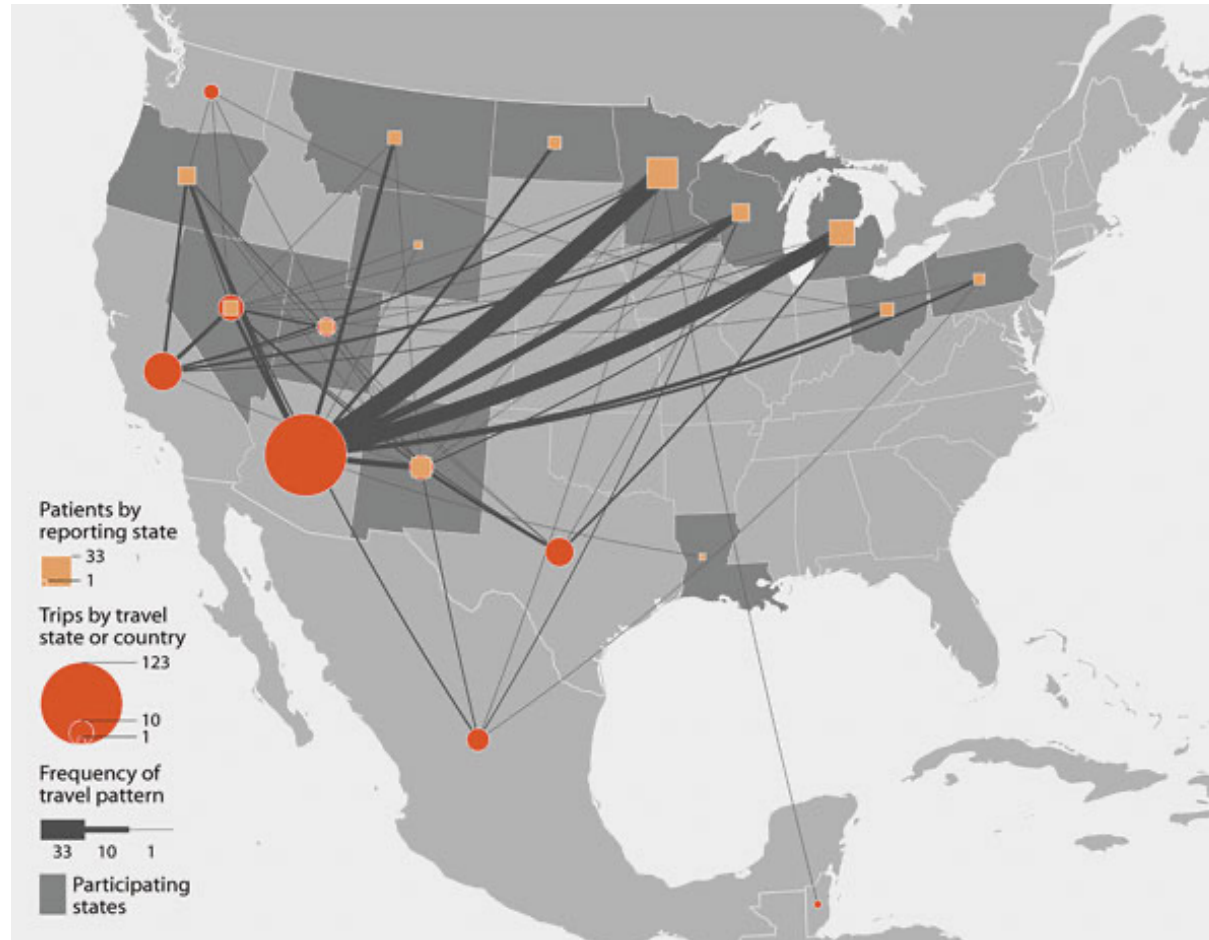 Patients by
reporting state
33
1
Trips by travel
state or country
123
10
1
Frequency of
travel pattern
33 10 1
Participating
states